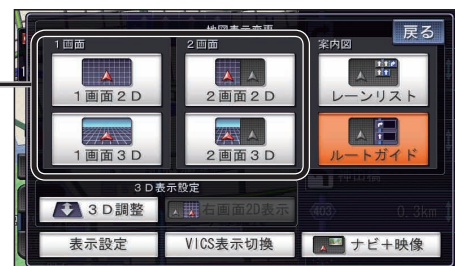 地図表示変更
戻る
1画面
2画面
案内図
1画面2D
2画面2D
レーンリスト
1画面3D
2画面3D
ルートガイド
3D表示設定
3D調整
右画面2D表示
403
0.3km
表示設定
VICS表示切換
ナビ+映像